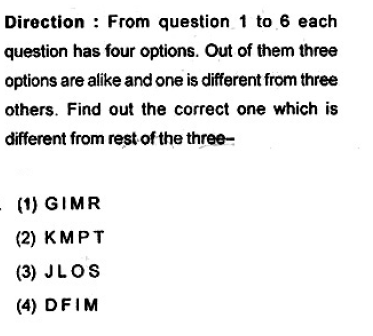 Direction : From question 1 to 6 each
question has four options. Out of them three
options are alike and one is different from three
others. Find out the correct one which is
different from rest of the three–
(1) G I M R
(2) K M P T
(3) J L O S
(4) D F I M